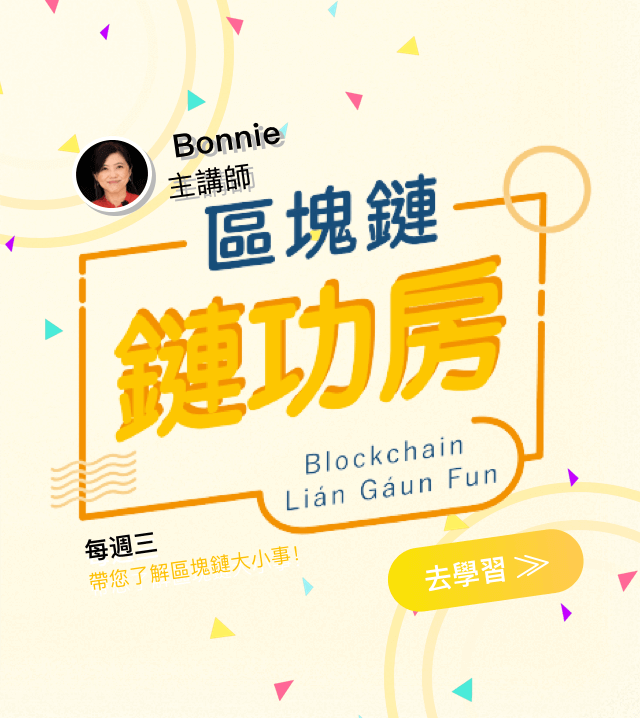 Bonnie
主講師
區塊鏈
鏈功房
Blockchain
Lián Gáun Fun
每週三
帶您了解區塊鏈大小事！
去學習